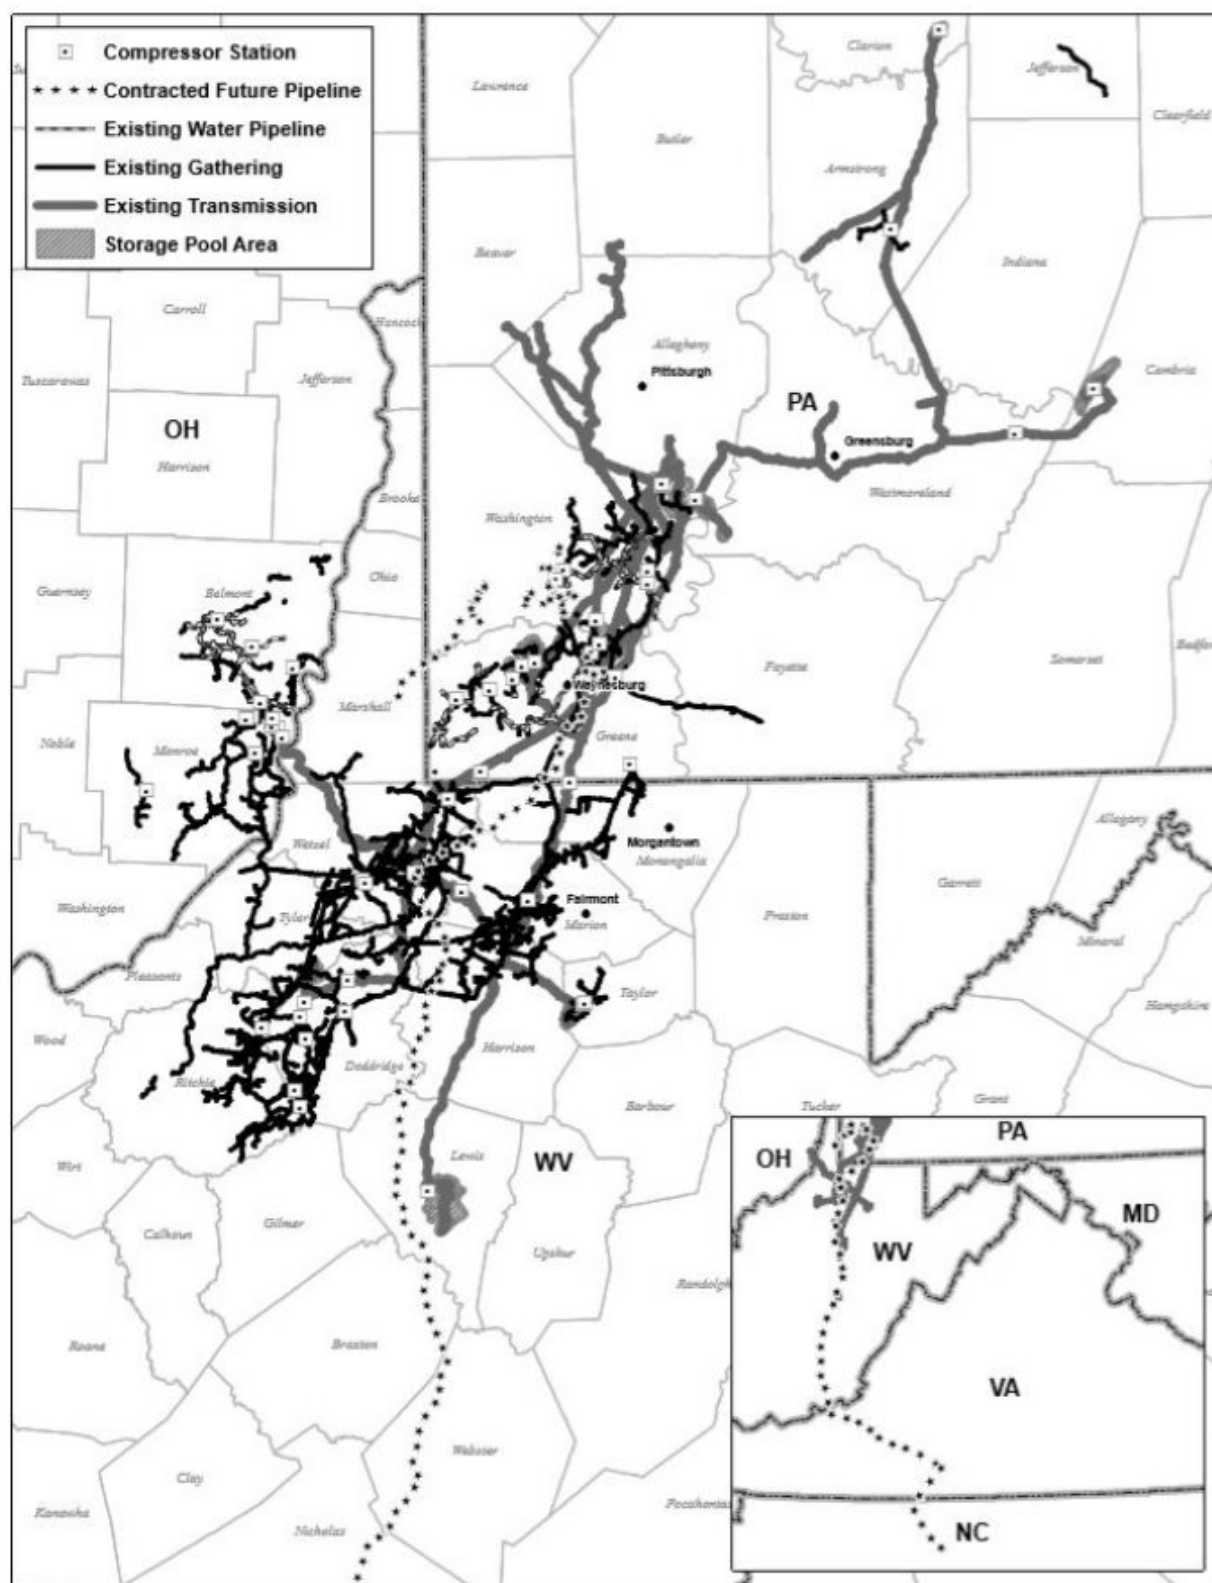 Compressor Station
Contracted Future Pipeline
Existing Water Pipeline
Existing Gathering
Existing Transmission
Storage Pool Area
Clarion
Jefferson
Lawrence
Butler
Clearfield
Armstrong
Beaver
Indiana
Carroll
Hancock
Allegheny
Pittsburgh
Tuscarawas
Jefferson
Cambria
PA
OH
Greensburg
Harrison
Brooke
Washington
Westmoreland
Guernsey
Belmont
Ohio
Fayette
Somerset
Bedford
Waynesburg
Marshall
Noble
Monroe
Greene
Wetzel
Morgantown
Monongalia
Allegany
Garrett
Washington
Tyler
Fairmont
Marion
Preston
Mineral
Pleasants
Taylor
Hampshire
Wood
Ritchie
Doddridge
Harrison
Barbour
Tucker
Grant
Wirt
Lewis
WV
Calhoun
Gilmer
Upshur
Randolph
Roane
Braxton
Webster
Clay
Kanawha
Nicholas
Pocahontas
PA
OH
MD
WV
VA
NC